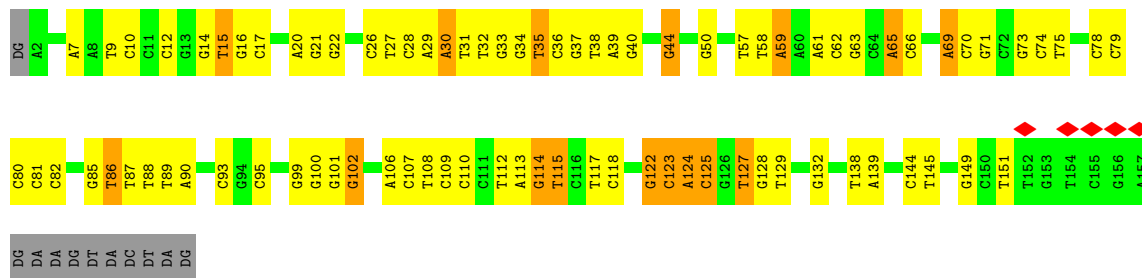 DG A2 A7 A8 T9 C10 C11 C12 G13 G14 T15 G16 C17 A20 G21 G22 C26 T27 C28 A29 A30 T31 T32 G33 G34 T35 C36 G37 T38 A39 G40 G44 G50 T57 T58 A59 A60 A61 C62 G63 C64 A65 C66 A69 C70 G71 C72 G73 C74 T75 C78 C79
C80 C81 C82 G85 T86 T87 T88 T89 A90 C93 G94 C95 G99 G100 G101 G102 A106 C107 T108 C109 C110 C111 T112 A113 G114 T115 C116 T117 C118 G122 C123 A124 C125 G126 T127 G128 T129 G132 T138 A139 C144 T145 G149 C150 T151 T152 G153 T154 C155 G156 A157
DG DA DA DG DT DA DC DT DA DG